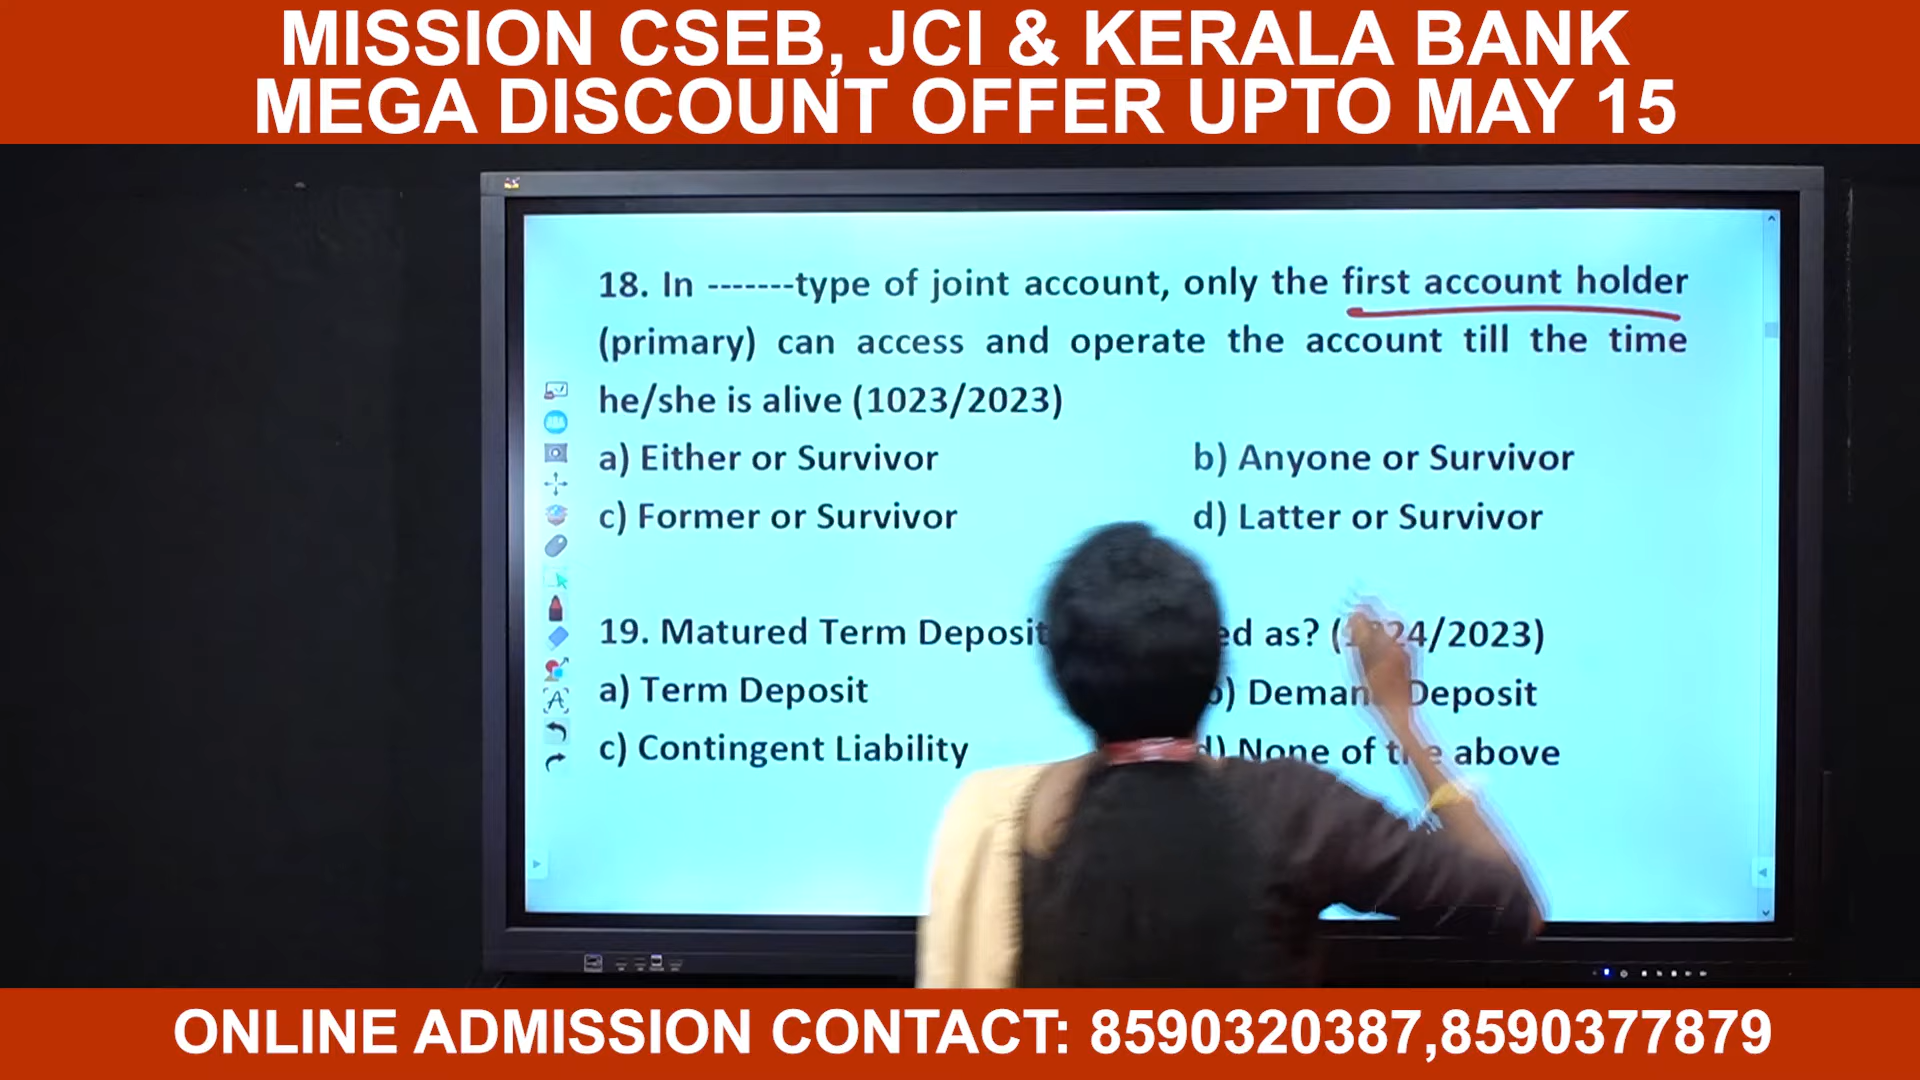 MISSION CSEB, JCI & KERALA BANK
MEGA DISCOUNT OFFER UPTO MAY 15
18. In -------type of joint account, only the first account holder
(primary) can access and operate the account till the time
he/she is alive (1023/2023)
a) Either or Survivor b) Anyone or Survivor
c) Former or Survivor d) Latter or Survivor
19. Matured Term Deposit as? /2023)
a) Term Deposit Deposit
c) Contingent Liability d) None of the above
ONLINE ADMISSION CONTACT: 8590320387,8590377879